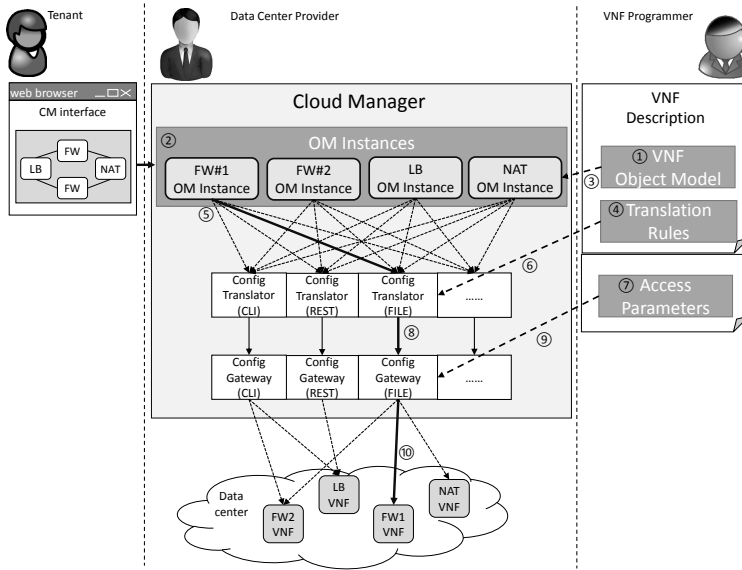 Tenant
Data Center Provider
VNF Programmer
web browser
CM interface
FW
LB
NAT
FW
Cloud Manager
② OM Instances
FW#1
OM Instance
FW#2
OM Instance
LB
OM Instance
NAT
OM Instance
VNF
Description
① VNF
Object Model
③
④ Translation
Rules
⑤
⑥
Config
Translator
(CLI)
Config
Translator
(REST)
Config
Translator
(FILE)
......
⑦ Access
Parameters
⑧
⑨
Config
Gateway
(CLI)
Config
Gateway
(REST)
Config
Gateway
(FILE)
......
⑩
Data
center
LB
VNF
NAT
VNF
FW2
VNF
FW1
VNF